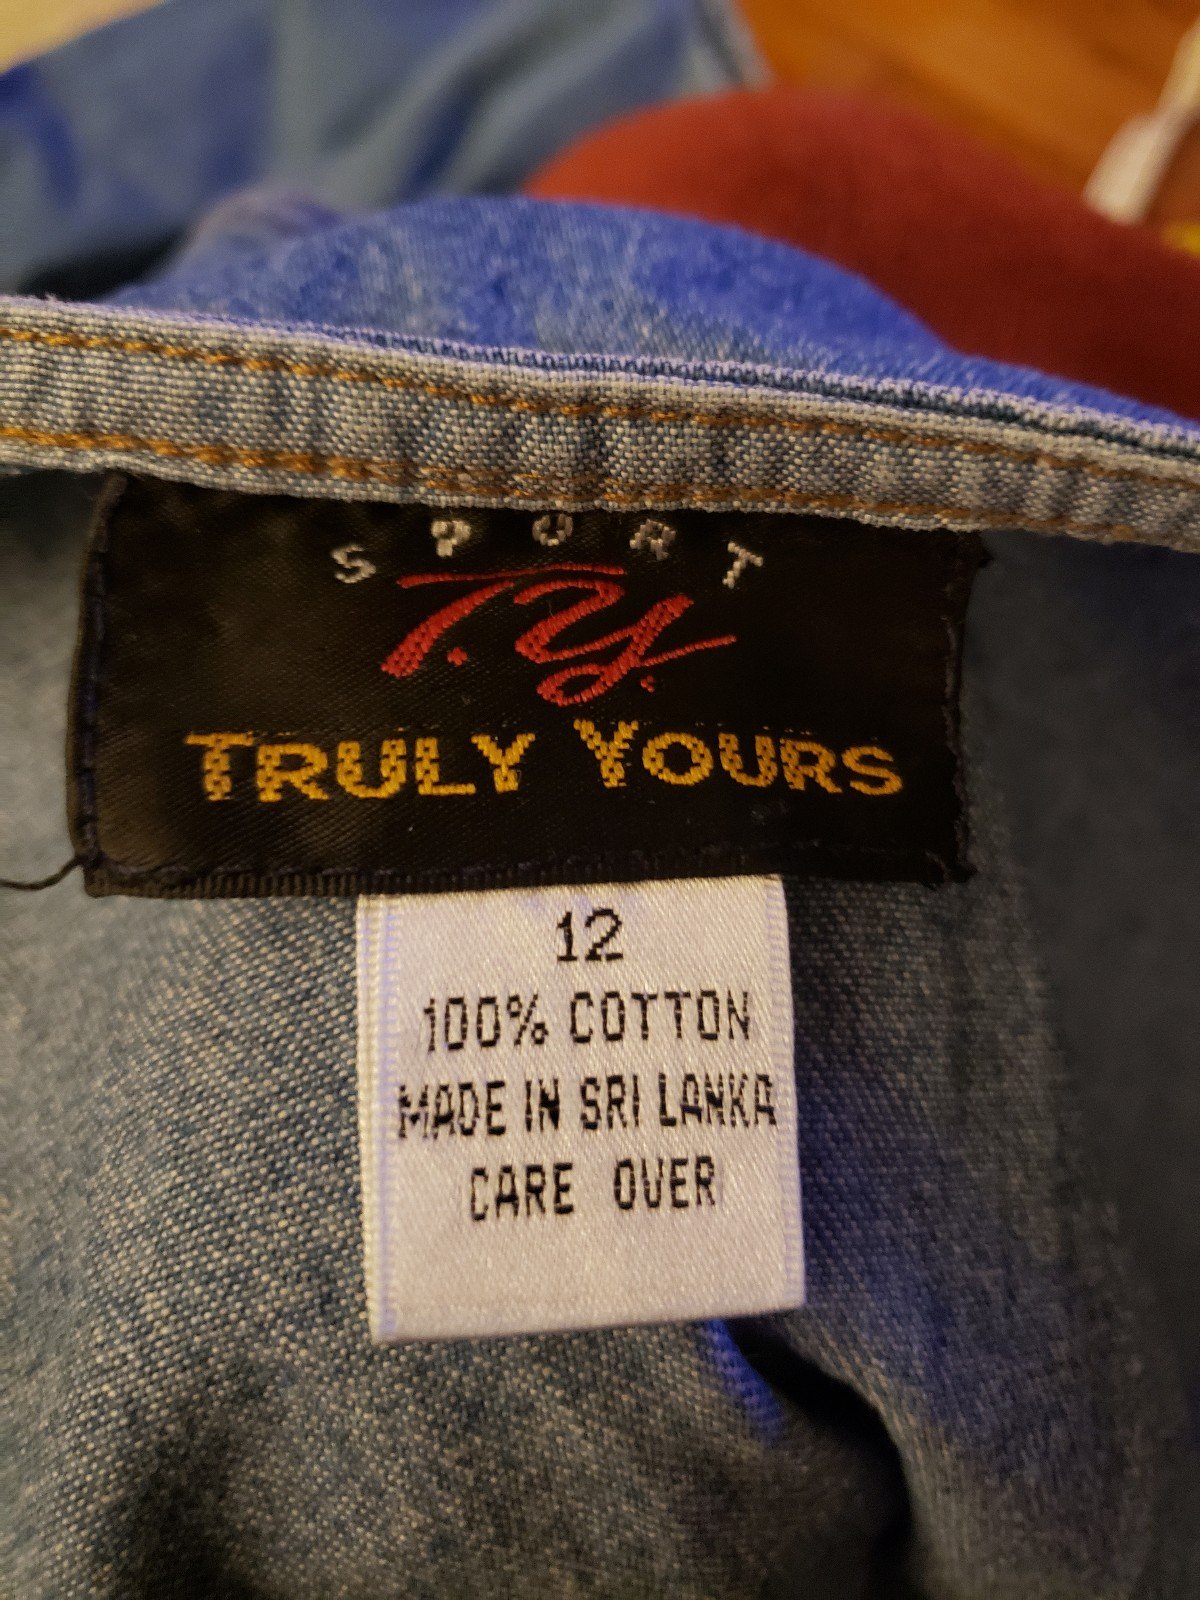 SPORT
T.Y.
TRULY YOURS
12
100% COTTON
MADE IN SRI LANKA
CARE OVER